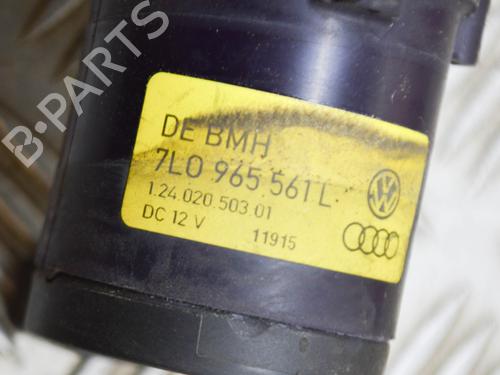 B-PARTS
DE BMH
7L0 965 561 L
1.24.020.503.01
DC 12 V 11915